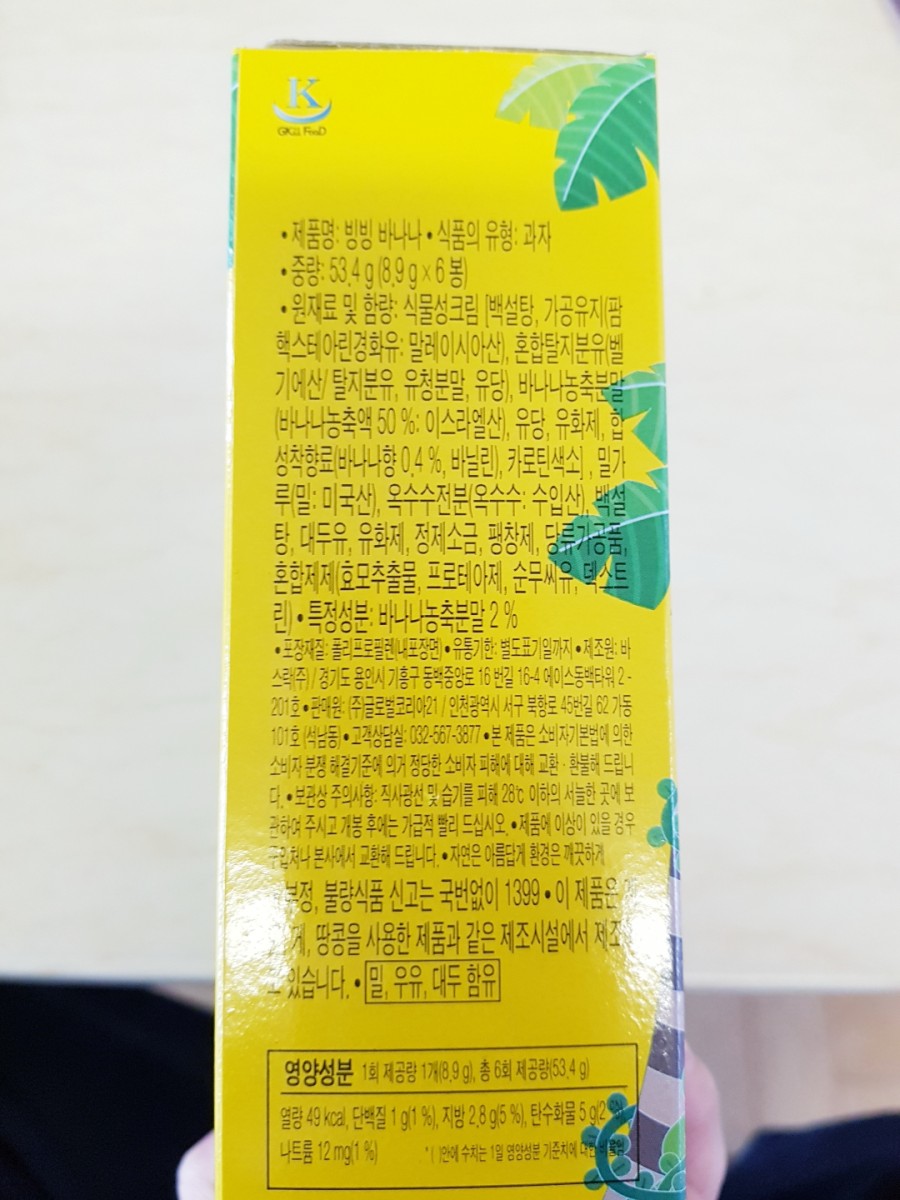 K
GKJL FooD
• 제품명: 빙빙 바나나 • 식품의 유형: 과자
• 중량: 53.4 g (8.9 g × 6 봉)
• 원재료 및 함량: 식물성크림 [백설탕, 가공유지(팜
핵스테아린경화유: 말레이시아산), 혼합탈지분유(벨
기에산/ 탈지분유, 유청분말, 유당), 바나나농축분말
(바나나농축액 50 %: 이스라엘산), 유당, 유화제, 합
성착향료(바나나향 0.4 %, 바닐린), 카로틴색소] , 밀가
루(밀: 미국산), 옥수수전분(옥수수: 수입산), 백설
탕, 대두유, 유화제, 정제소금, 팽창제, 당류가공품,
혼합제제(효모추출물, 프로테아제, 순무씨유, 덱스트
린) • 특정성분: 바나나농축분말 2 %
• 포장재질: 폴리프로필렌(내포장면) • 유통기한: 별도표기일까지 • 제조원: 바
스락(주) / 경기도 용인시 기흥구 동백중앙로 16 번길 16-4 에이스동백타워 2 -
201호 • 판매원: (주)글로벌코리아21 / 인천광역시 서구 북항로 45번길 62 가동
101호 (석남동) • 고객상담실: 032-567-3877 • 본 제품은 소비자기본법에 의한
소비자 분쟁 해결기준에 의거 정당한 소비자 피해에 대해 교환 · 환불해 드립니
다. • 보관상 주의사항: 직사광선 및 습기를 피해 28℃ 이하의 서늘한 곳에 보
관하여 주시고 개봉 후에는 가급적 빨리 드십시오. • 제품에 이상이 있을 경우
구입처나 본사에서 교환해 드립니다. • 자연은 아름답게 환경은 깨끗하게
부정, 불량식품 신고는 국번없이 1399 • 이 제품은
게, 땅콩을 사용한 제품과 같은 제조시설에서 제조
고 있습니다. • 밀, 우유, 대두 함유
영양성분 1회 제공량 1개(8.9 g), 총 6회 제공량(53.4 g)
열량 49 kcal, 단백질 1 g(1 %), 지방 2.8 g(5 %), 탄수화물 5 g(2 %),
나트륨 12 mg(1 %) *( )안에 수치는 1일 영양성분 기준치에 대한 비율임